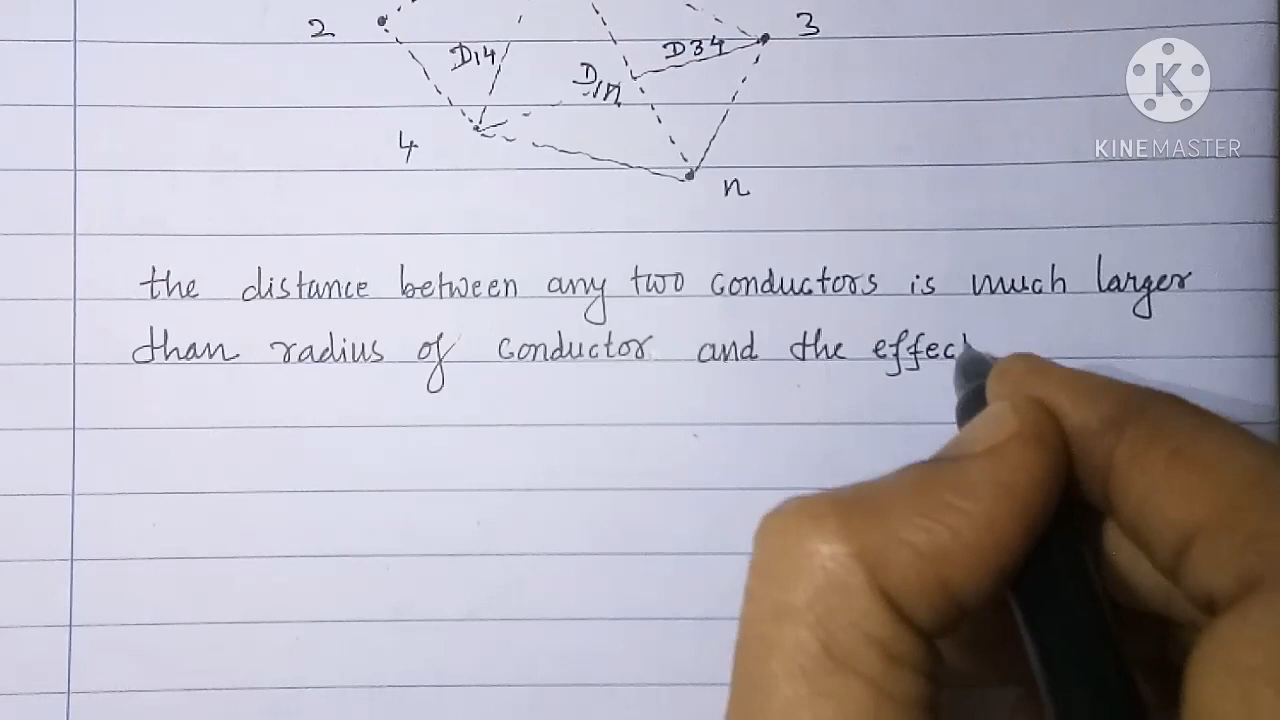 2
3
D14
D34
D1n
4
n
K
KINEMASTER
the distance between any two conductors is much larger
than radius of conductor and the effec